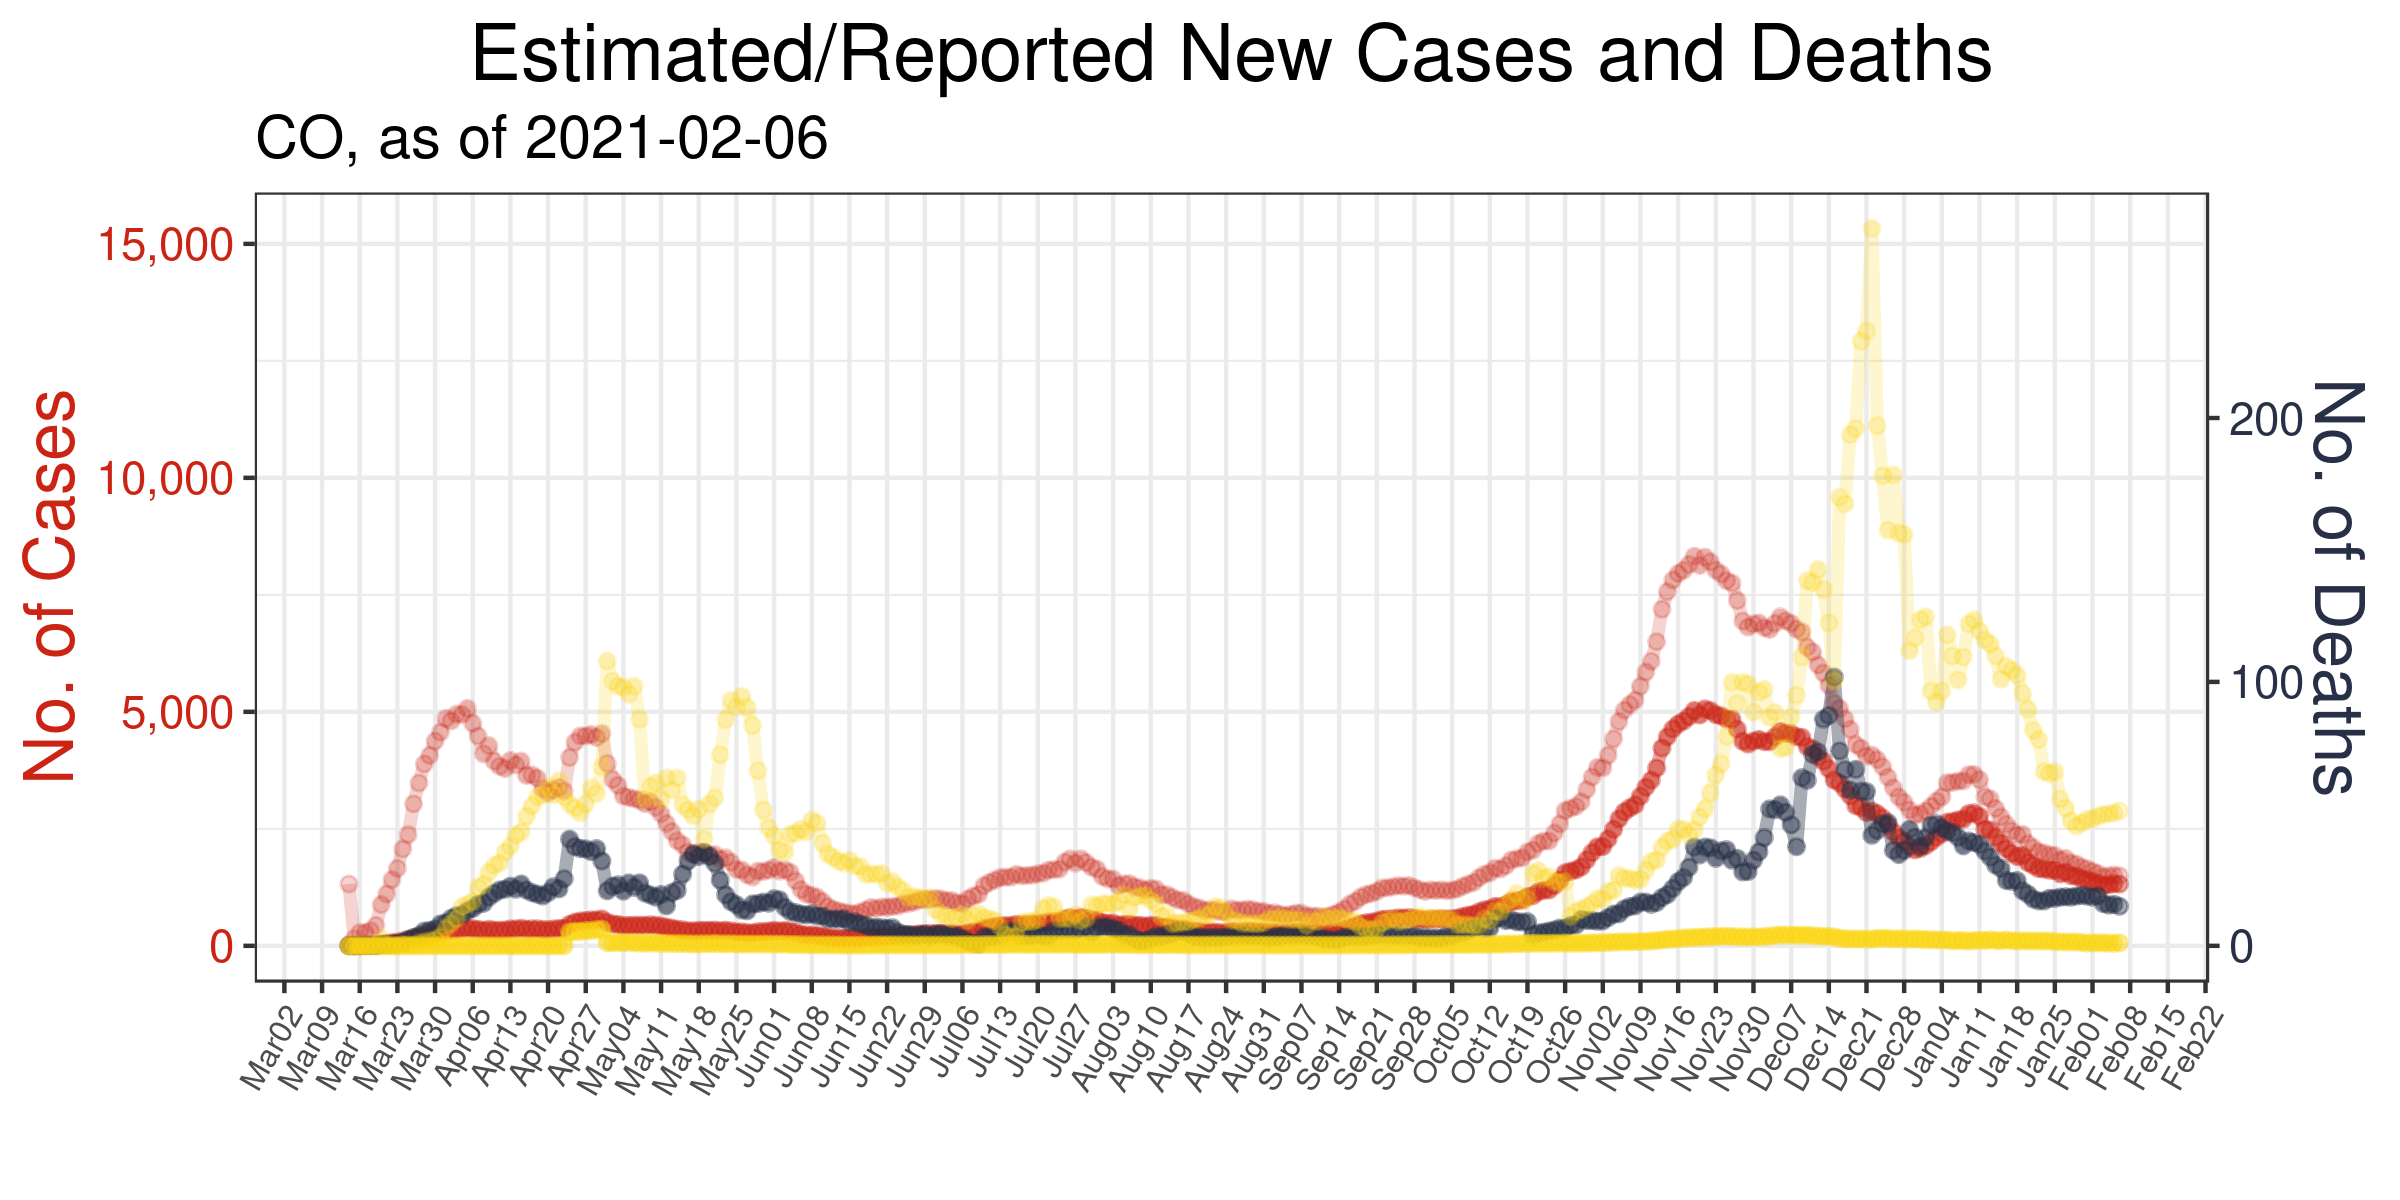 Estimated/Reported New Cases and Deaths
CO, as of 2021-02-06
No. of Cases
15,000
10,000
5,000
0
200
100
0
No. of Deaths
Mar02
Mar09
Mar16
Mar23
Mar30
Apr06
Apr13
Apr20
Apr27
May04
May11
May18
May25
Jun01
Jun08
Jun15
Jun22
Jun29
Jul06
Jul13
Jul20
Jul27
Aug03
Aug10
Aug17
Aug24
Aug31
Sep07
Sep14
Sep21
Sep28
Oct05
Oct12
Oct19
Oct26
Nov02
Nov09
Nov16
Nov23
Nov30
Dec07
Dec14
Dec21
Dec28
Jan04
Jan11
Jan18
Jan25
Feb01
Feb08
Feb15
Feb22